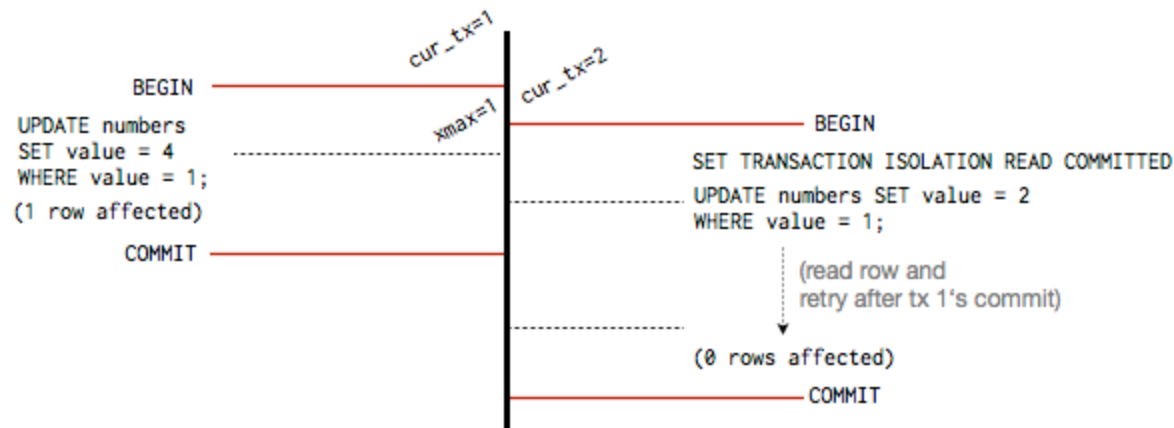 cur_tx=1
cur_tx=2
BEGIN
xmax=1
BEGIN
UPDATE numbers
SET value = 4
WHERE value = 1;
(1 row affected)
SET TRANSACTION ISOLATION READ COMMITTED
UPDATE numbers SET value = 2
WHERE value = 1;
COMMIT
(read row and
retry after tx 1's commit)
(0 rows affected)
COMMIT